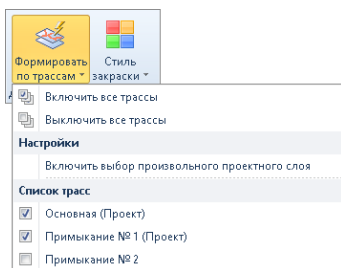 Формировать
по трассам
Стиль
закраски
Включить все трассы
Выключить все трассы
Настройки
Включить выбор произвольного проектного слоя
Список трасс
Основная (Проект)
Примыкание № 1 (Проект)
Примыкание № 2